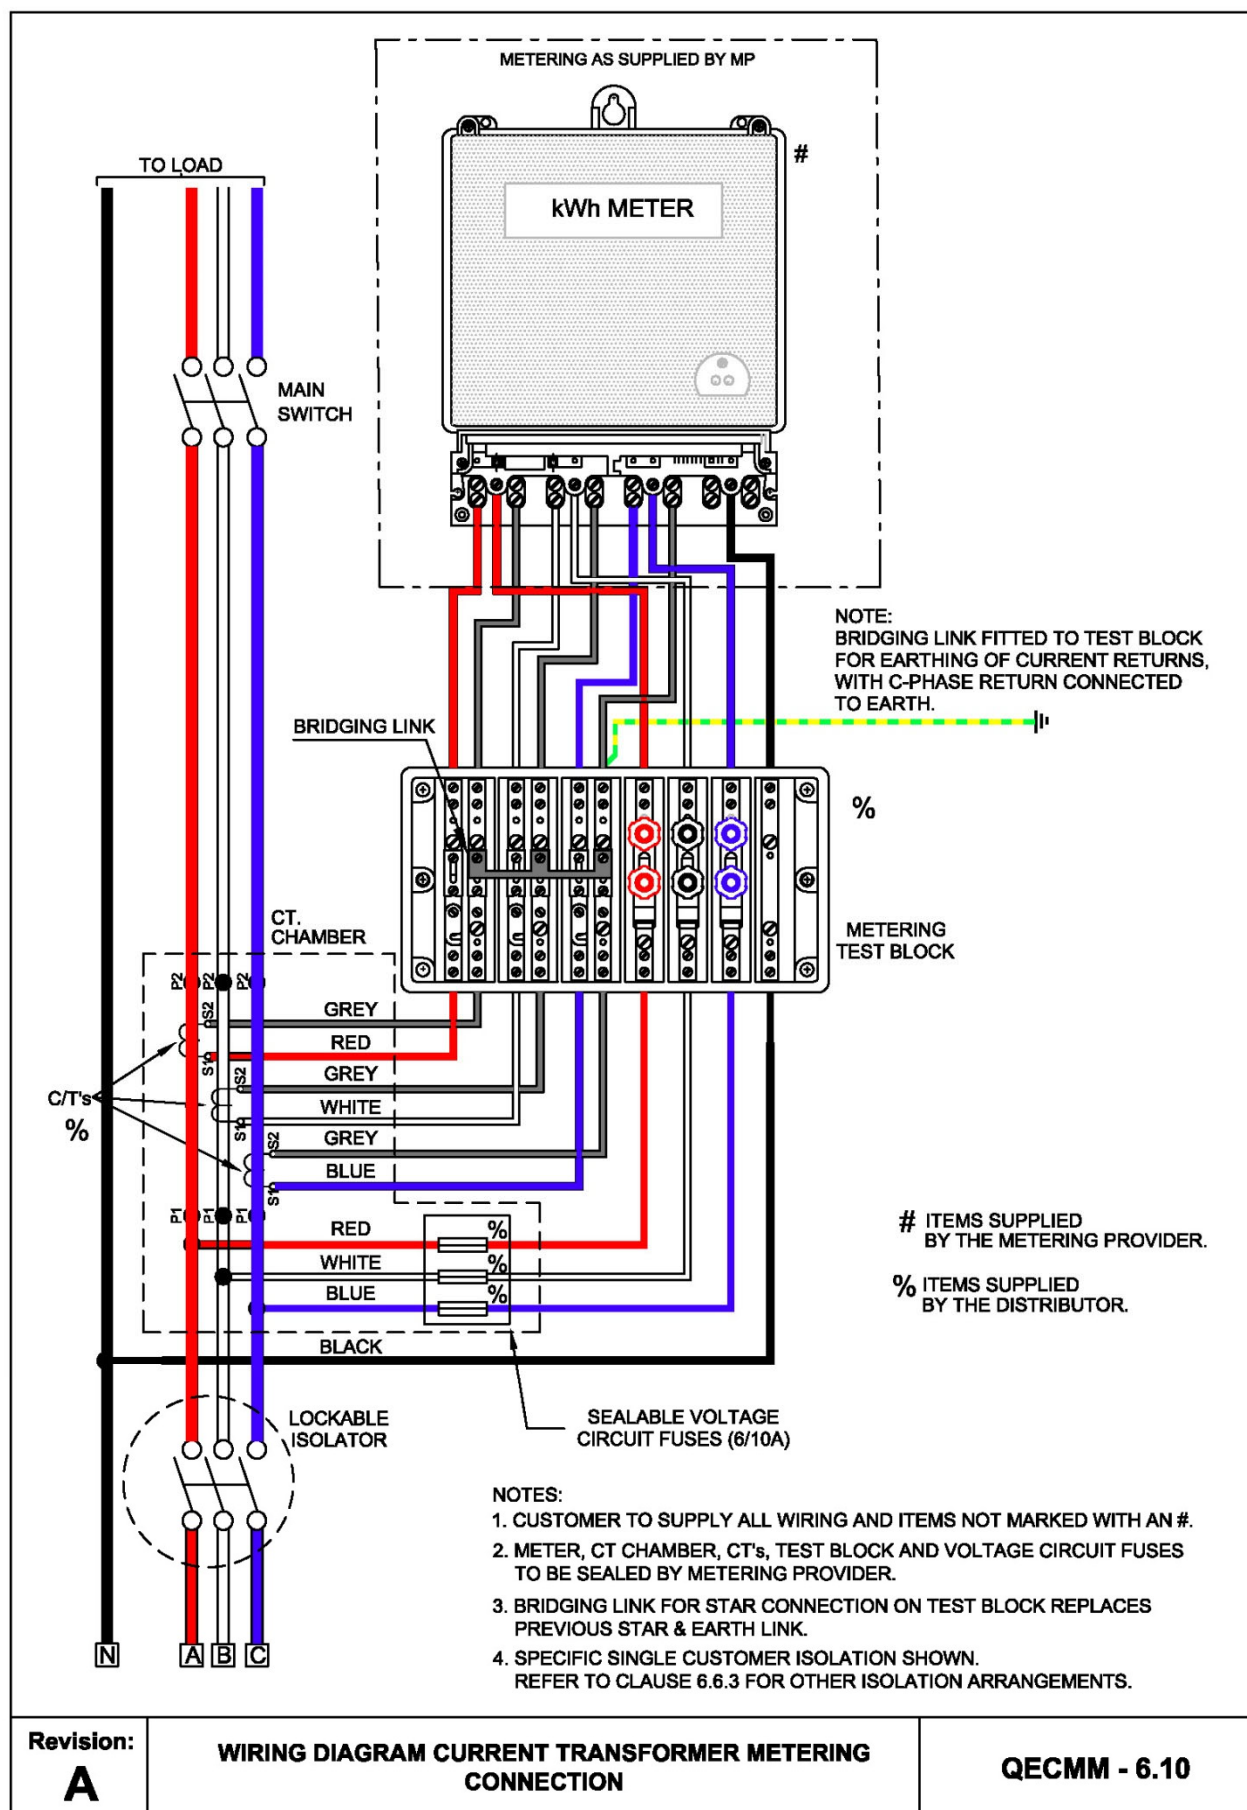 METERING AS SUPPLIED BY MP
#
TO LOAD
kWh METER
MAIN
SWITCH
NOTE:
BRIDGING LINK FITTED TO TEST BLOCK
FOR EARTHING OF CURRENT RETURNS,
WITH C-PHASE RETURN CONNECTED
TO EARTH.
BRIDGING LINK
%
CT.
CHAMBER
METERING
TEST BLOCK
P2
P2
P2
S2
GREY
RED
S1
S2
GREY
C/T's
%
WHITE
S1
S2
GREY
BLUE
S1
P1
P1
P1
RED
%
WHITE
%
BLUE
%
# ITEMS SUPPLIED
BY THE METERING PROVIDER.
% ITEMS SUPPLIED
BY THE DISTRIBUTOR.
BLACK
LOCKABLE
ISOLATOR
SEALABLE VOLTAGE
CIRCUIT FUSES (6/10A)
NOTES:
1. CUSTOMER TO SUPPLY ALL WIRING AND ITEMS NOT MARKED WITH AN #.
2. METER, CT CHAMBER, CT's, TEST BLOCK AND VOLTAGE CIRCUIT FUSES
TO BE SEALED BY METERING PROVIDER.
3. BRIDGING LINK FOR STAR CONNECTION ON TEST BLOCK REPLACES
PREVIOUS STAR & EARTH LINK.
4. SPECIFIC SINGLE CUSTOMER ISOLATION SHOWN.
REFER TO CLAUSE 6.6.3 FOR OTHER ISOLATION ARRANGEMENTS.
N A B C
Revision:
A
WIRING DIAGRAM CURRENT TRANSFORMER METERING
CONNECTION
QECMM - 6.10